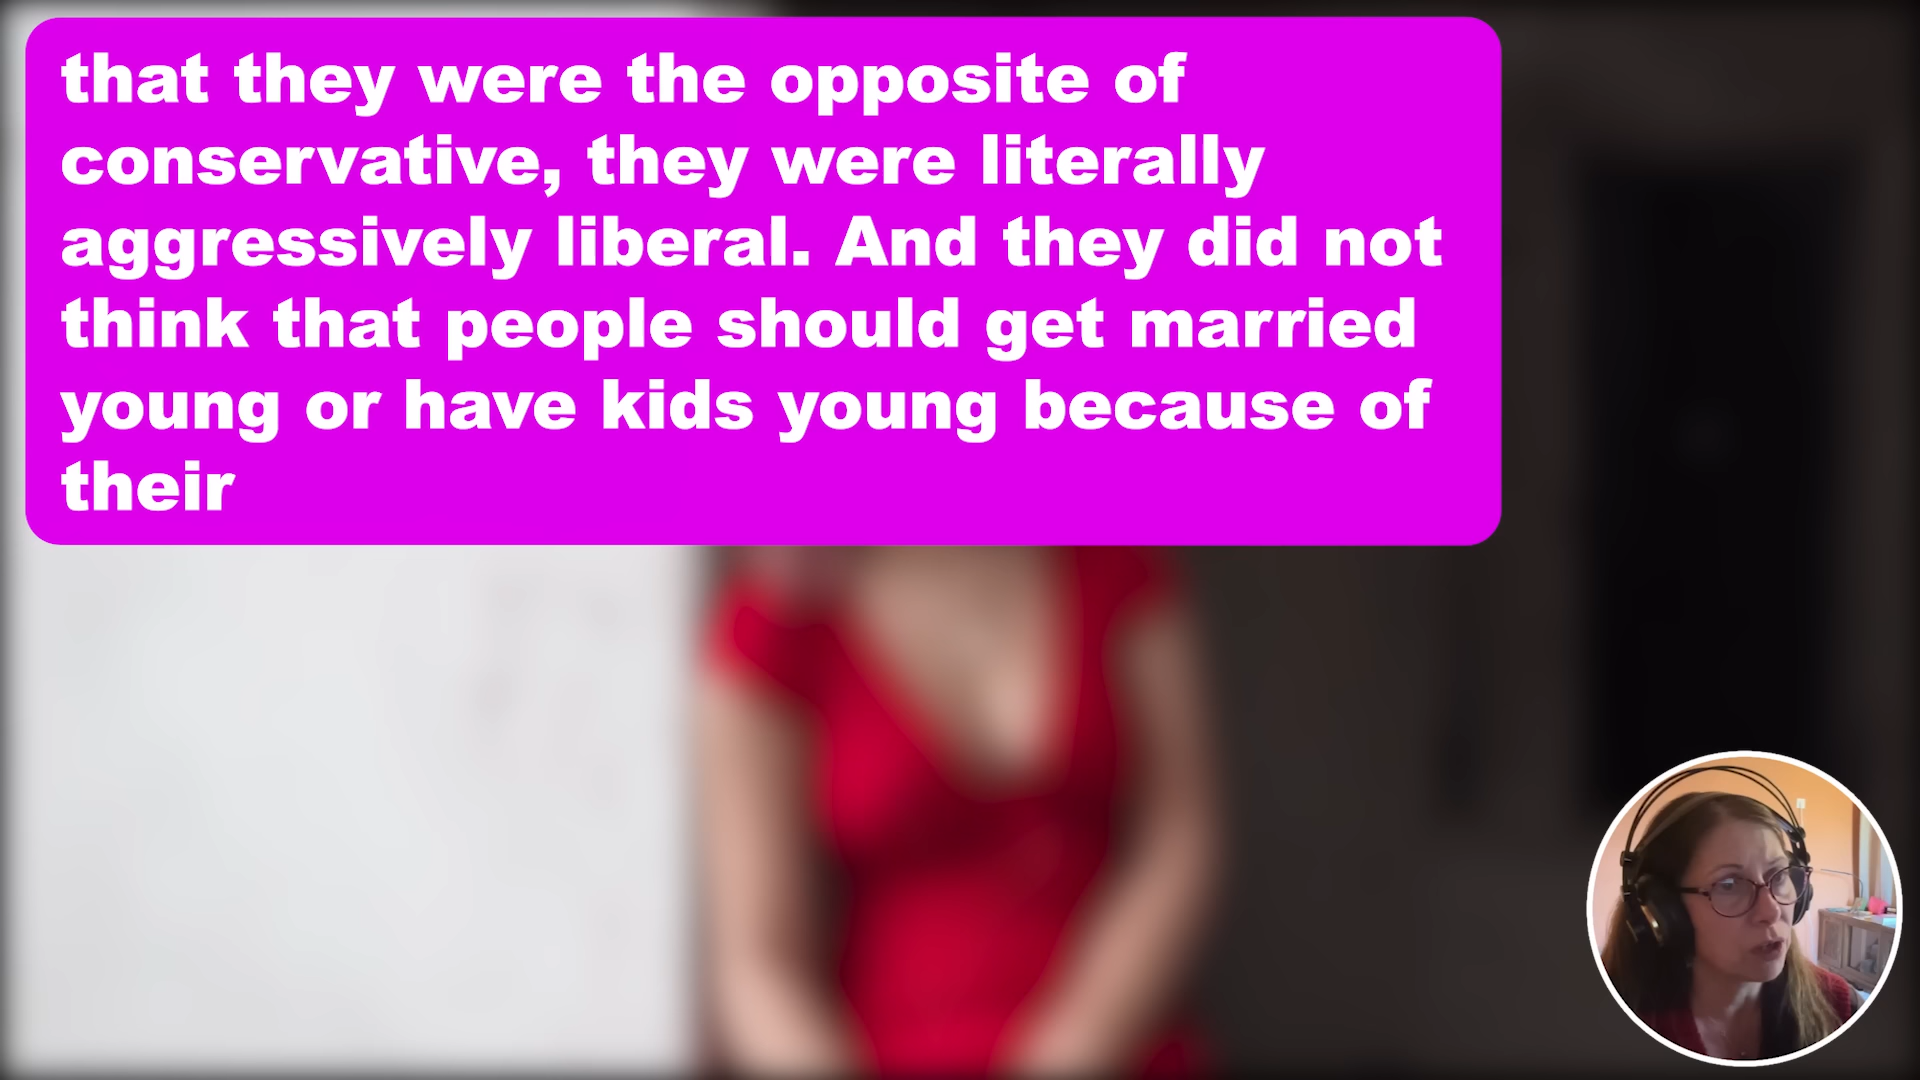 that they were the opposite of
conservative, they were literally
aggressively liberal. And they did not
think that people should get married
young or have kids young because of
their